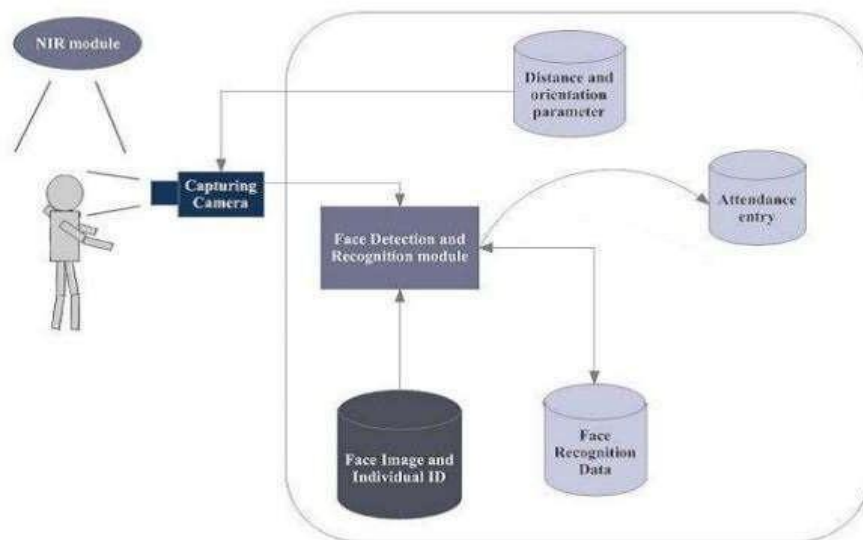 NIR module
Distance and
orientation
parameter
Capturing
Camera
Attendance
entry
Face Detection and
Recognition module
Face Image and
Individual ID
Face
Recognition
Data